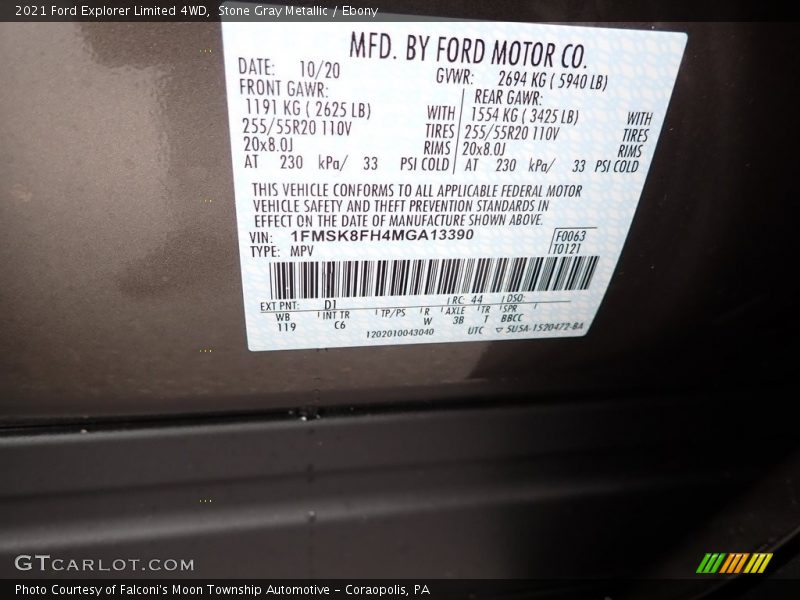 2021 Ford Explorer Limited 4WD, Stone Gray Metallic / Ebony
MFD. BY FORD MOTOR CO.
DATE: 10/20 GVWR: 2694 KG ( 5940 LB)
FRONT GAWR: REAR GAWR:
1191 KG ( 2625 LB) WITH 1554 KG ( 3425 LB) WITH
255/55R20 110V TIRES 255/55R20 110V TIRES
20x8.0J RIMS 20x8.0J RIMS
AT 230 kPa/ 33 PSI COLD AT 230 kPa/ 33 PSI COLD
THIS VEHICLE CONFORMS TO ALL APPLICABLE FEDERAL MOTOR
VEHICLE SAFETY AND THEFT PREVENTION STANDARDS IN
EFFECT ON THE DATE OF MANUFACTURE SHOWN ABOVE.
VIN: 1FMSK8FH4MGA13390 F0063
TYPE: MPV T0121
EXT PNT: D1 RC: 44 DSO:
WB INT TR TP/PS R AXLE TR SPR
119 C6 W 3B T BBCC
1202010043040 UTC ▽ SU5A-1520472-BA
GTCARLOT.COM
Photo Courtesy of Falconi's Moon Township Automotive - Coraopolis, PA